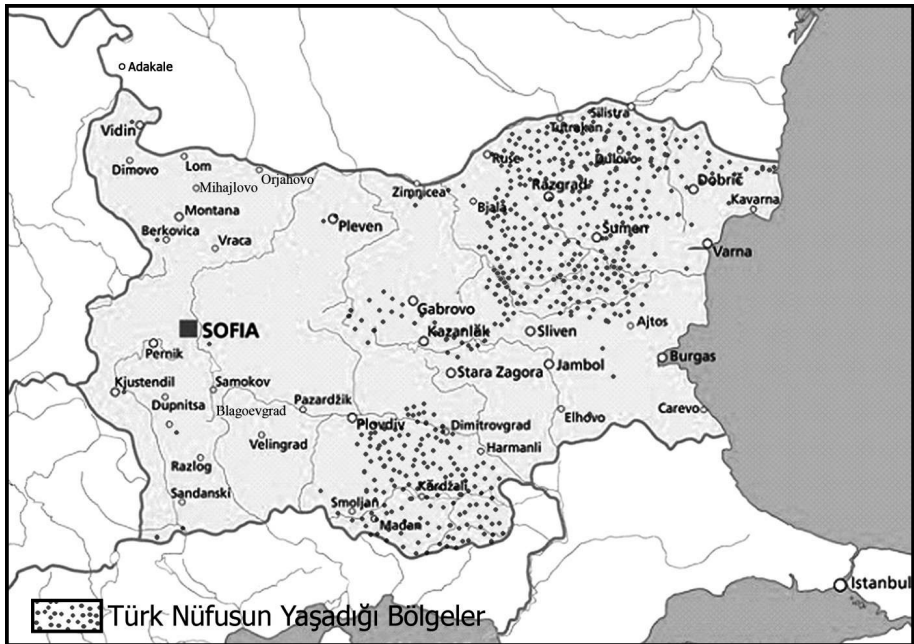 Adakale
Vidin
Dimovo
Lom
Mihajlovo
Orjahovo
Montana
Berkovica
Vraca
Pleven
Zimnicea
Ruse
Bjala
Tutrakan
Silistra
Dulovo
Razgrad
Šumen
Dobrič
Kavarna
Varna
Gabrovo
Kazanlăk
Sliven
Ajtos
Burgas
SOFIA
Pernik
Kjustendil
Dupnitsa
Samokov
Blagoevgrad
Pazardžik
Velingrad
Razlog
Sandanski
Plovdiv
Stara Zagora
Jambol
Elhovo
Carevo
Dimitrovgrad
Harmanli
Kărdžali
Smoljan
Madan
Istanbul
Türk Nüfusun Yaşadığı Bölgeler